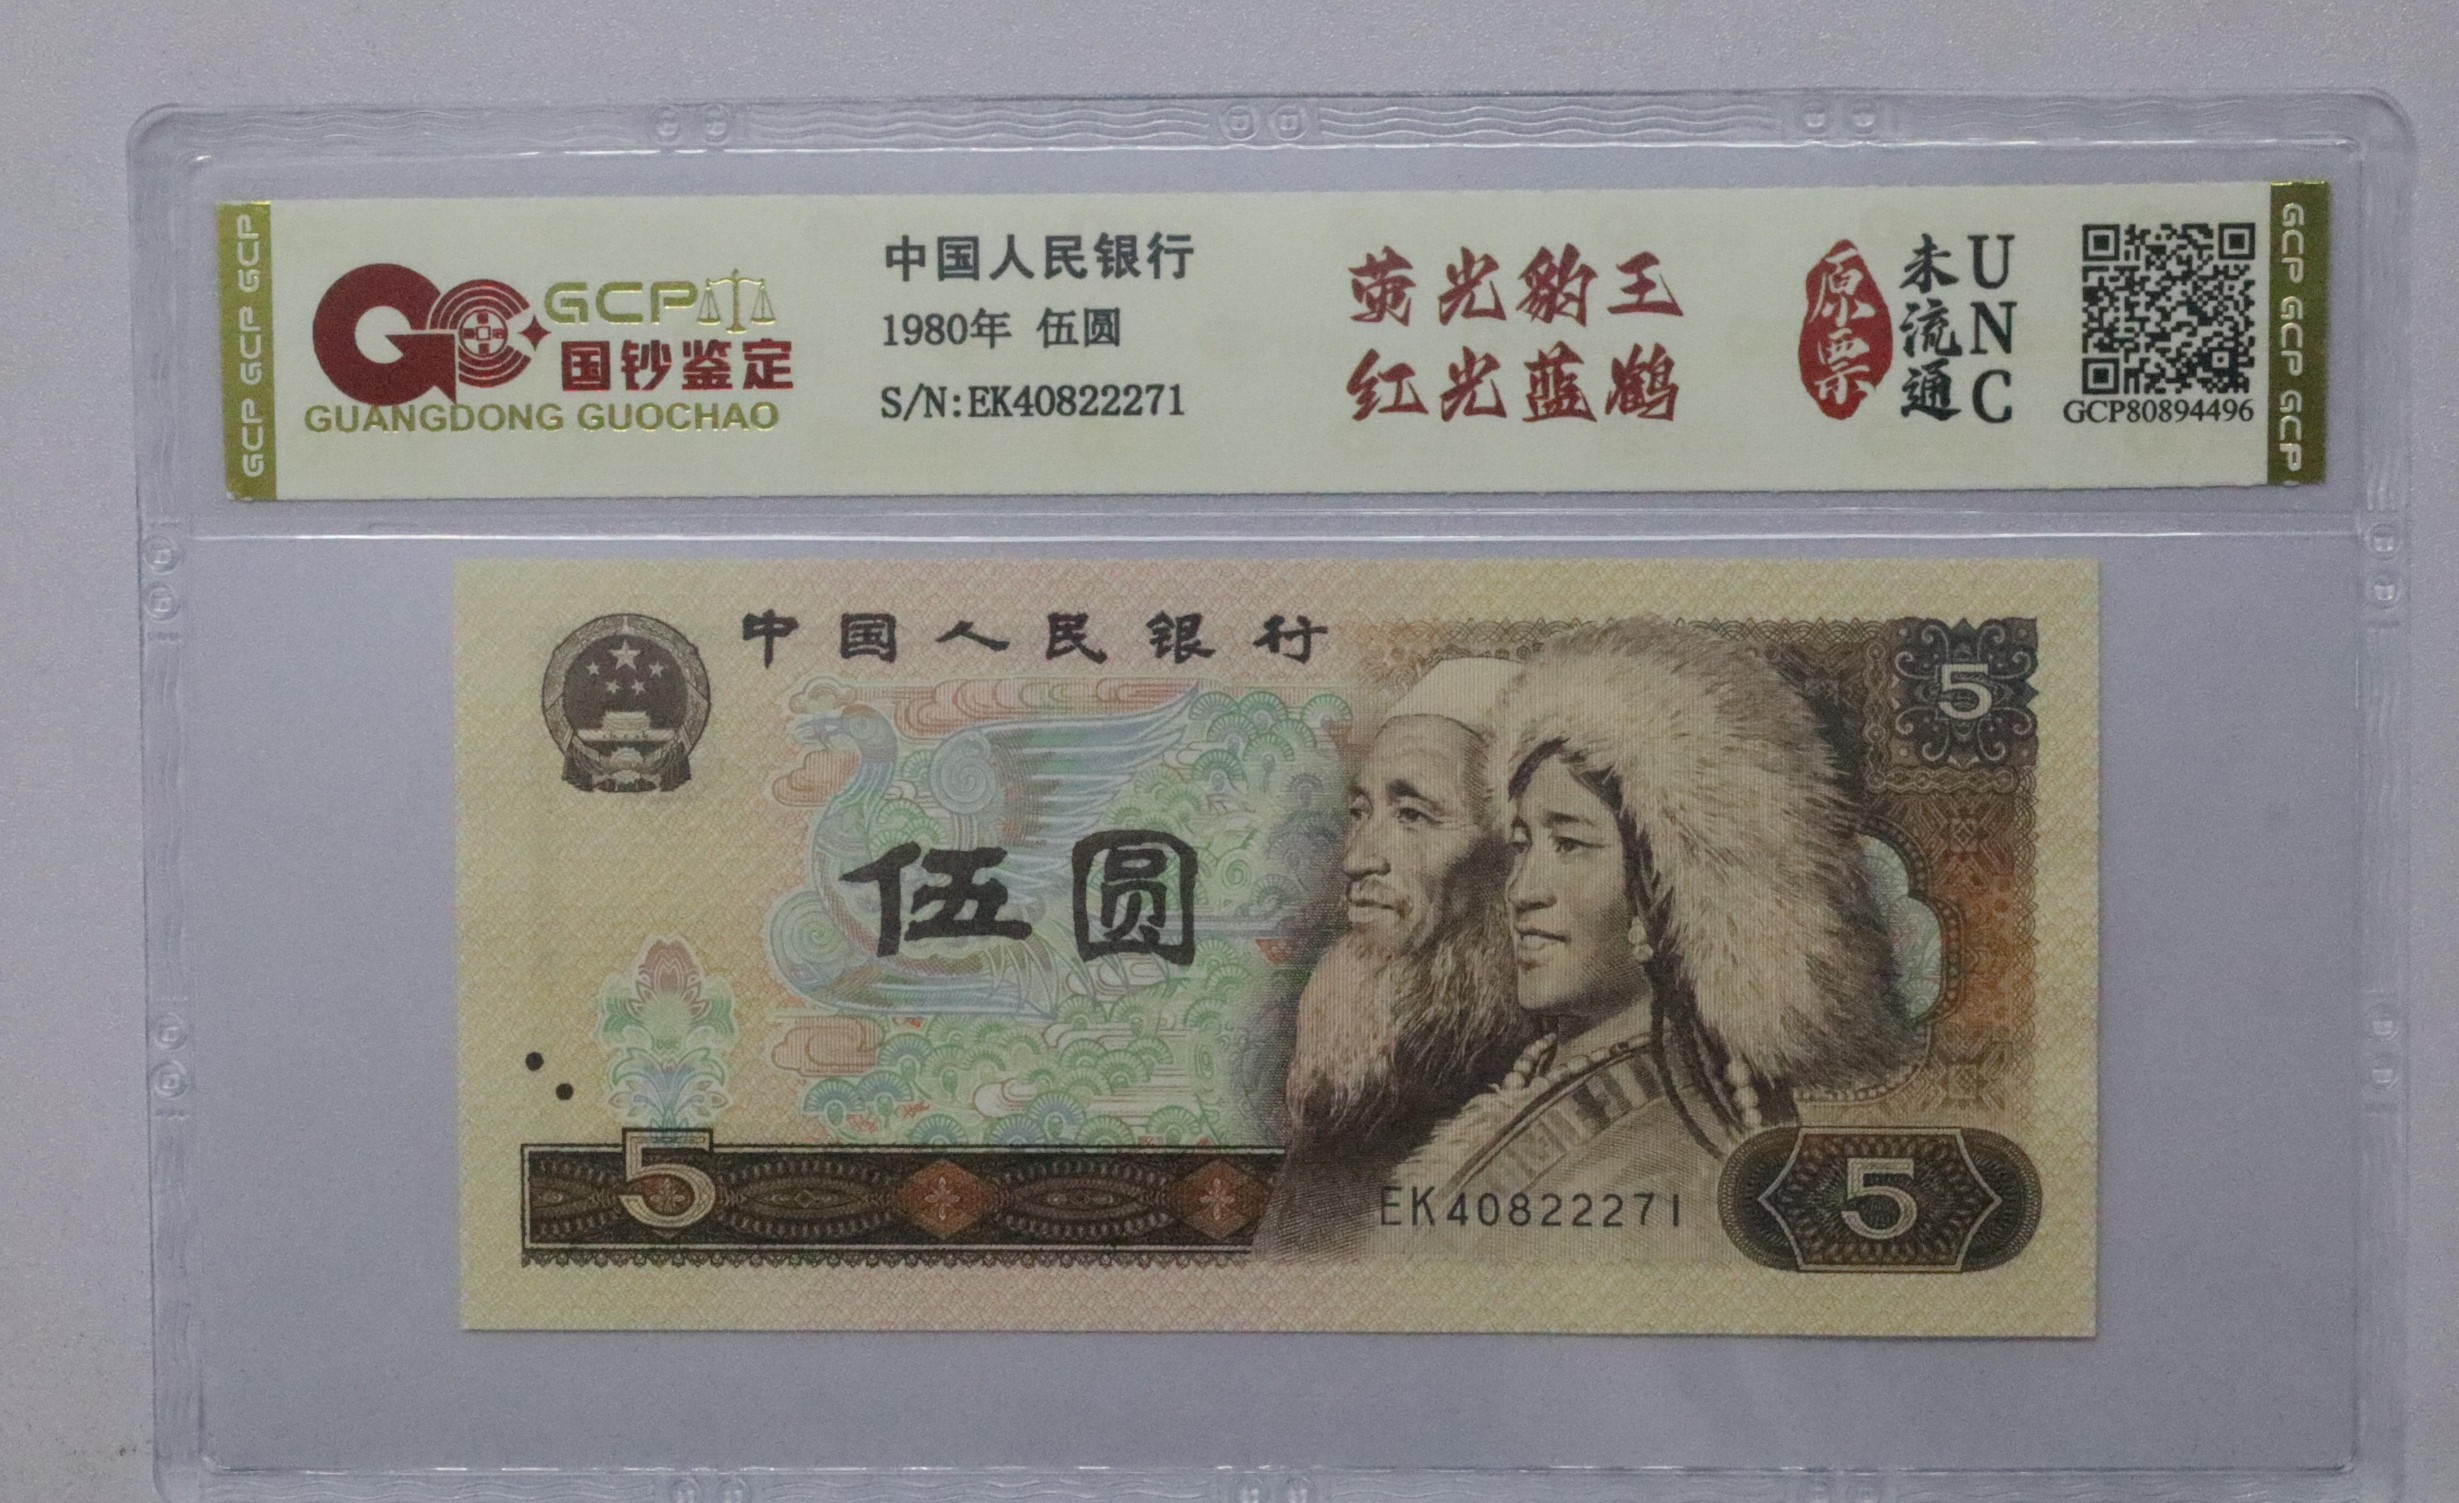 GCP GCP GCP
GCP
国钞鉴定
GUANGDONG GUOCHAO
中国人民银行
1980年 伍圆
S/N:EK40822271
荧光豹王
红光蓝鹤
原票
未流通
UNC
GCP80894496
GCP GCP GCP
中国人民银行
5
伍圆
5
EK40822271
5